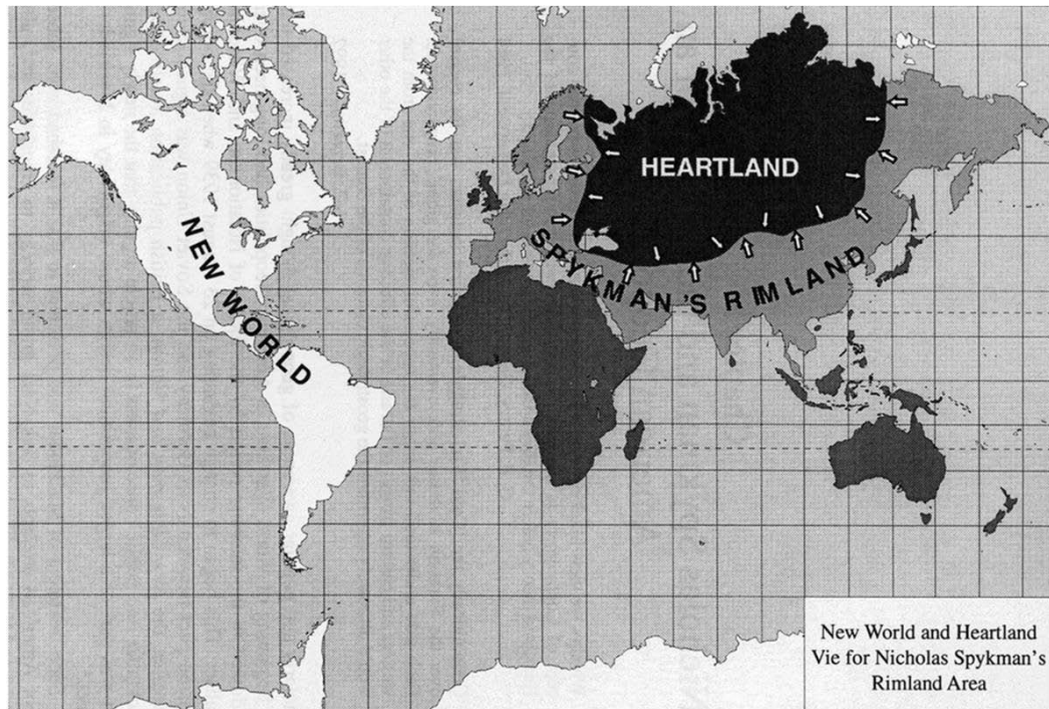 HEARTLAND
NEW WORLD
SPYKMAN'S RIMLAND
New World and Heartland
Vie for Nicholas Spykman's
Rimland Area